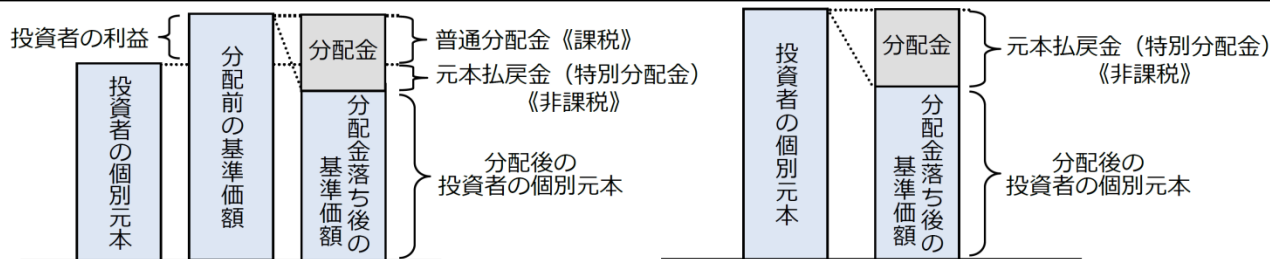 投資者の利益
投資者の個別元本
分配前の基準価額
分配金
分配金落ち後の
基準価額
普通分配金《課税》
元本払戻金（特別分配金）
《非課税》
分配後の
投資者の個別元本
投資者の個別元本
分配金
分配金落ち後の
基準価額
元本払戻金（特別分配金）
《非課税》
分配後の
投資者の個別元本